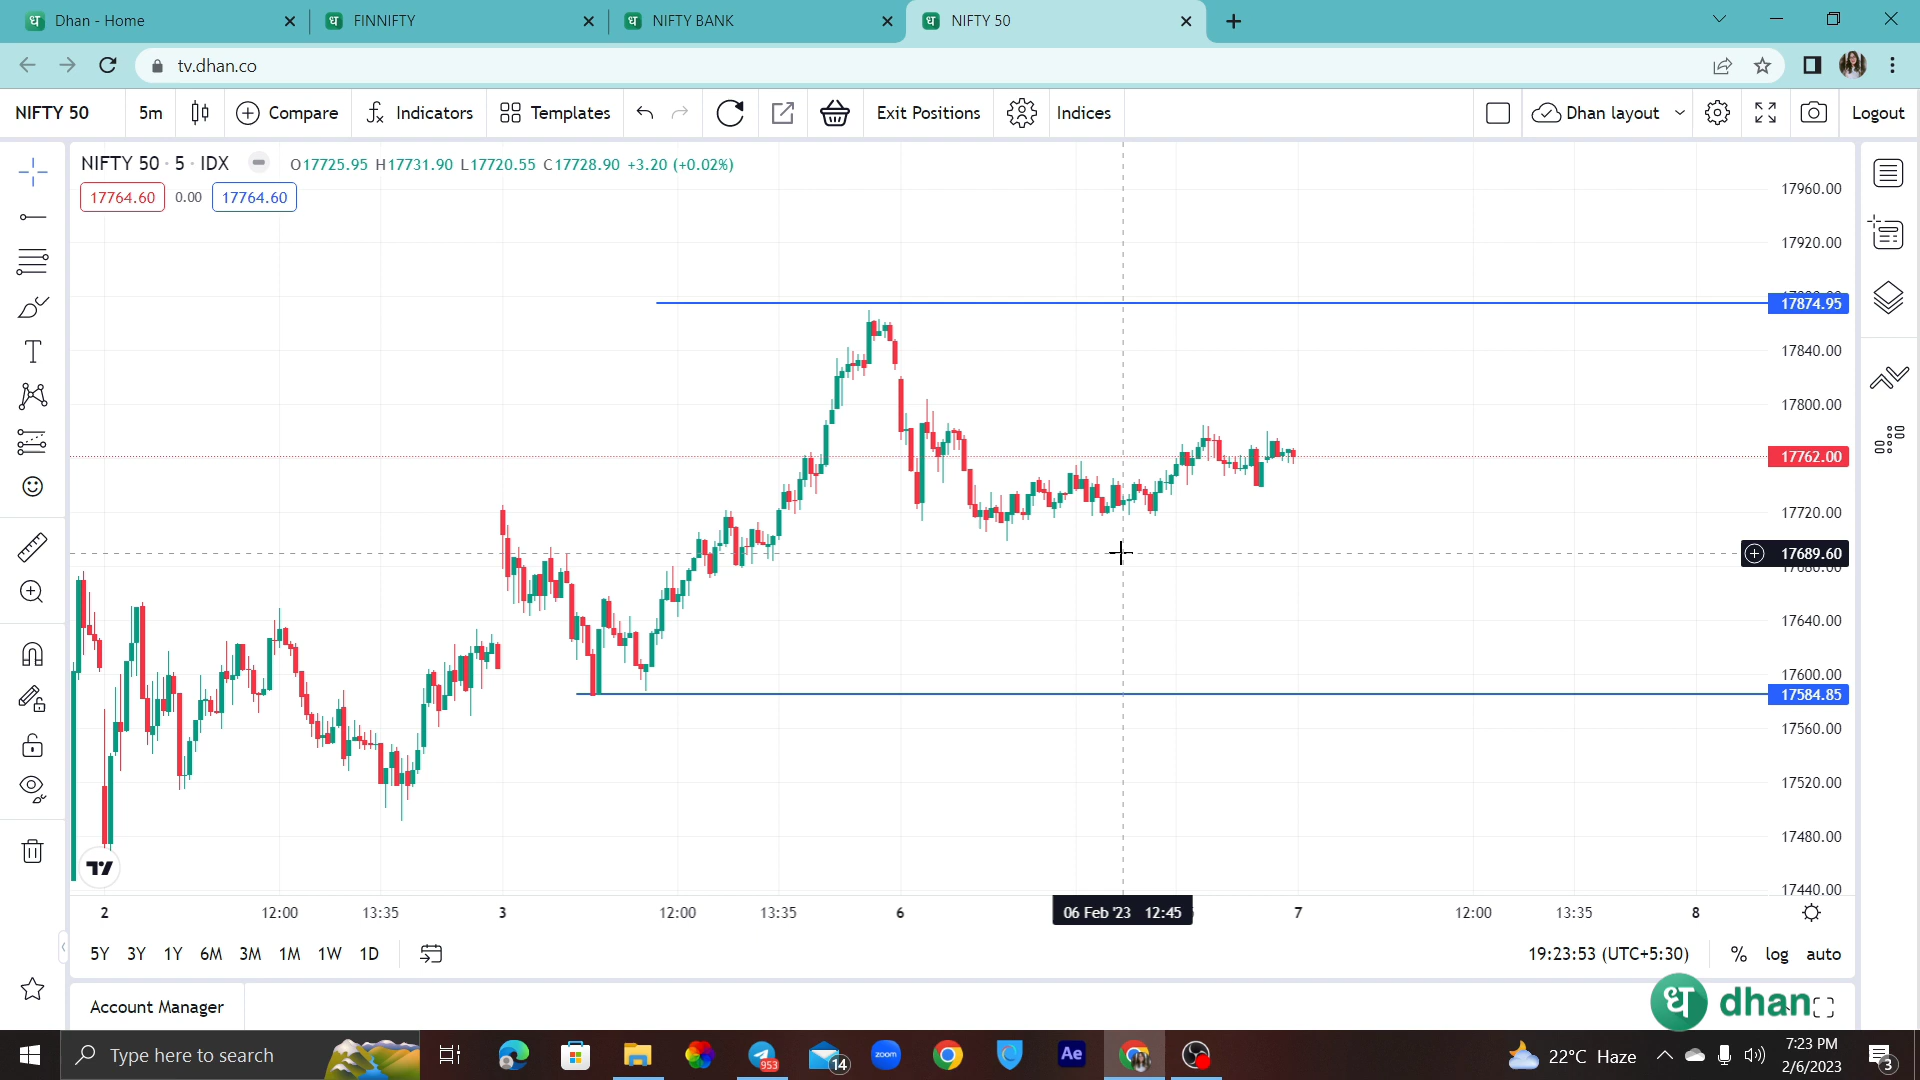 Dhan - Home
FINNIFTY
NIFTY BANK
NIFTY 50
tv.dhan.co
NIFTY 50 5m Compare Indicators Templates Exit Positions Indices Dhan layout Logout
NIFTY 50 · 5 · IDX O17725.95 H17731.90 L17720.55 C17728.90 +3.20 (+0.02%)
17764.60 0.00 17764.60
17960.00
17920.00
17874.95
17840.00
17800.00
17762.00
17720.00
17689.60
17640.00
17600.00
17584.85
17560.00
17520.00
17480.00
17440.00
2 12:00 13:35 3 12:00 13:35 6 06 Feb '23 12:45 7 12:00 13:35 8
5Y 3Y 1Y 6M 3M 1M 1W 1D 19:23:53 (UTC+5:30) % log auto
Account Manager
ध dhan
Type here to search
953
14
zoom
Ae
22°C Haze
7:23 PM
2/6/2023
3